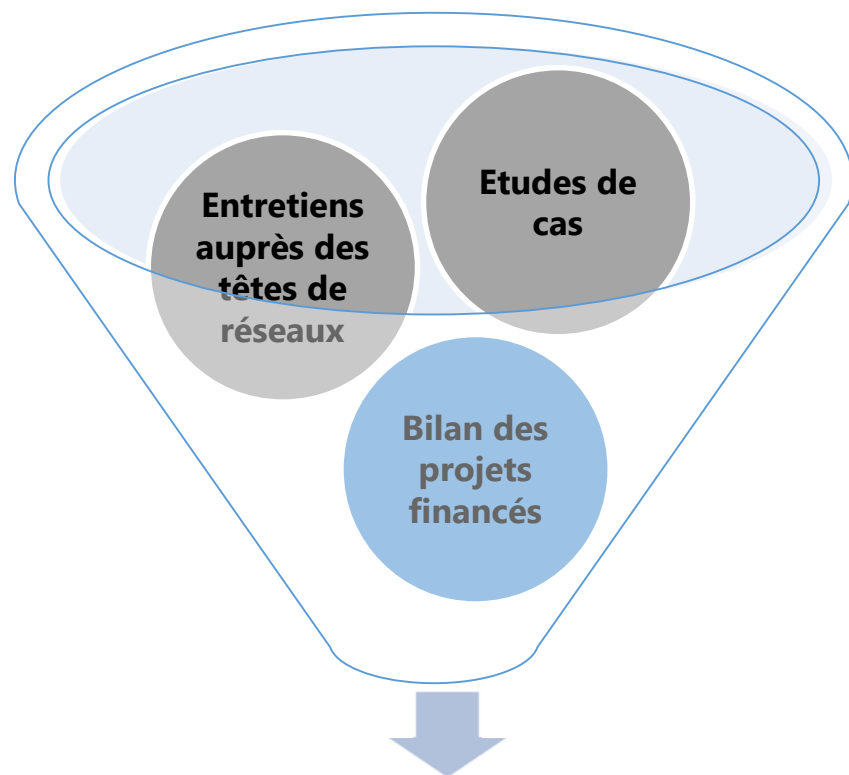 Entretiens
auprès des
têtes de
réseaux
Etudes de
cas
Bilan des
projets
financés